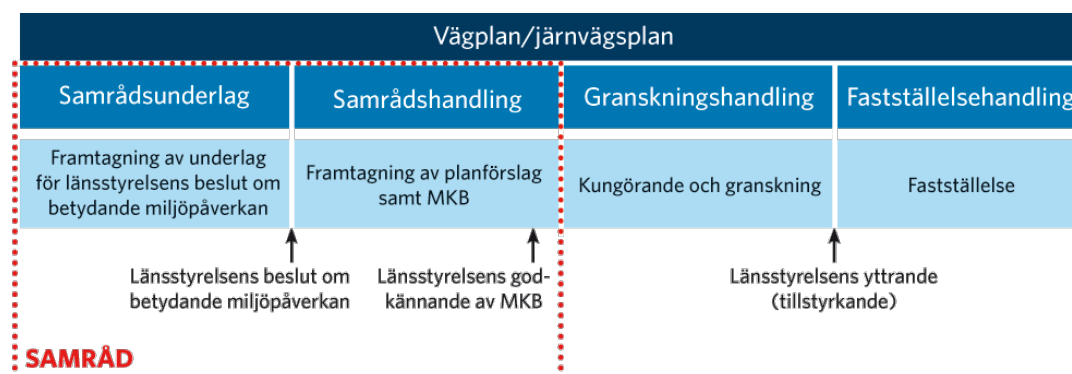 Vägplan/järnvägsplan
Samrådsunderlag
Samrådshandling
Granskningshandling
Fastställelsehandling
Framtagning av underlag
för länsstyrelsens beslut om
betydande miljöpåverkan
Framtagning av planförslag
samt MKB
Kungörande och granskning
Fastställelse
Länsstyrelsens beslut om
betydande miljöpåverkan
Länsstyrelsens god-
kännande av MKB
Länsstyrelsens yttrande
(tillstyrkande)
SAMRÅD